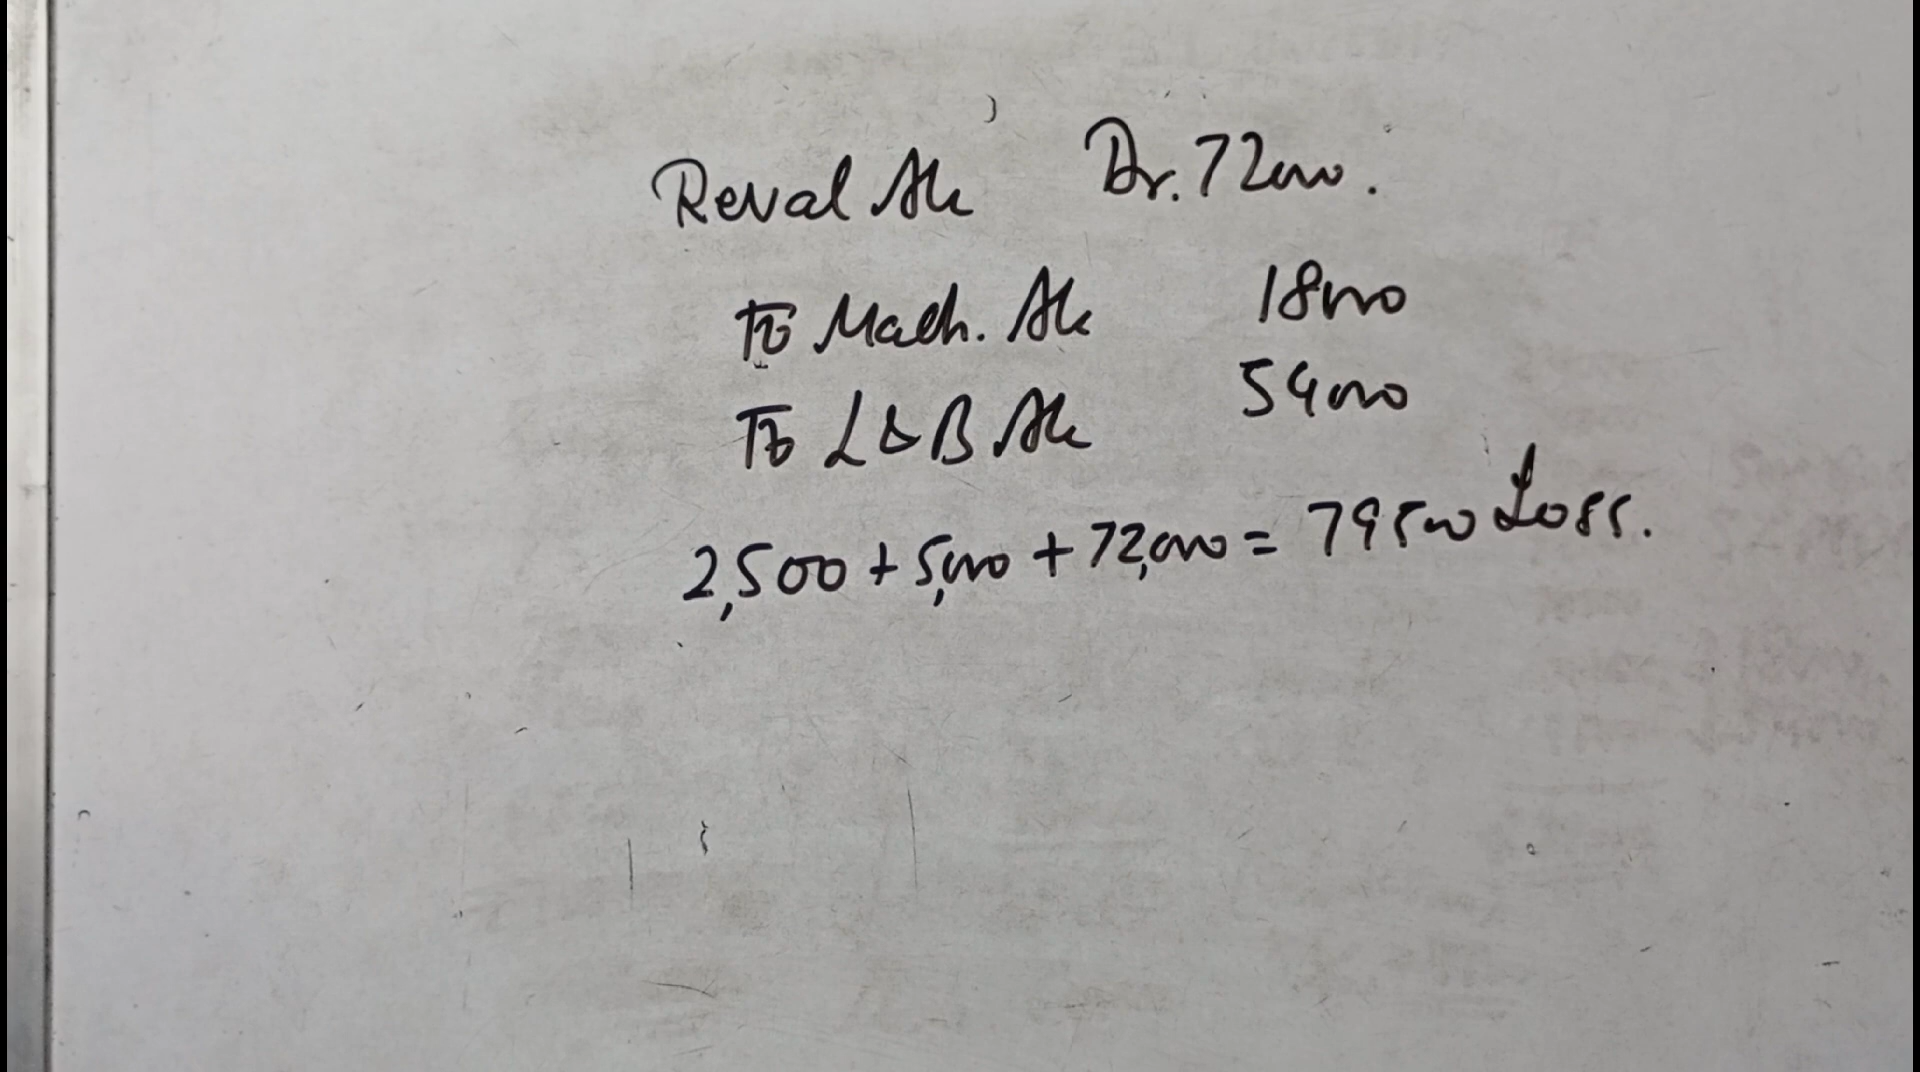 Reval A/c Dr. 72000.
To Mach. A/c 18000
To L&B A/c 54000
2,500 + 5,000 + 72,000 = 79500 Loss.